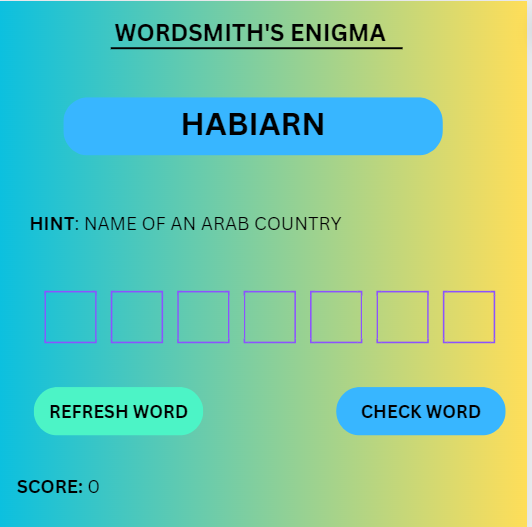 WORDSMITH'S ENIGMA
HABIARN
HINT: NAME OF AN ARAB COUNTRY
REFRESH WORD
CHECK WORD
SCORE: 0